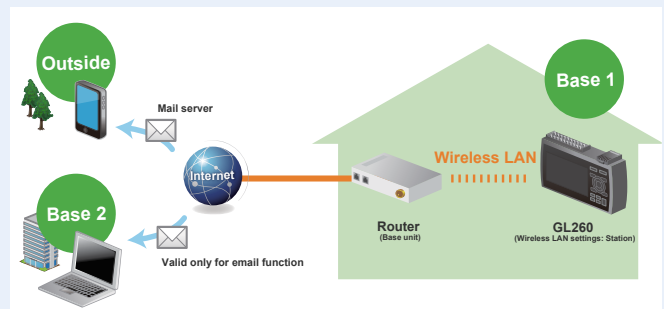 Outside
Mail server
Base 1
Internet
Wireless LAN
Base 2
Router
(Base unit)
GL260
(Wireless LAN settings: Station)
Valid only for email function